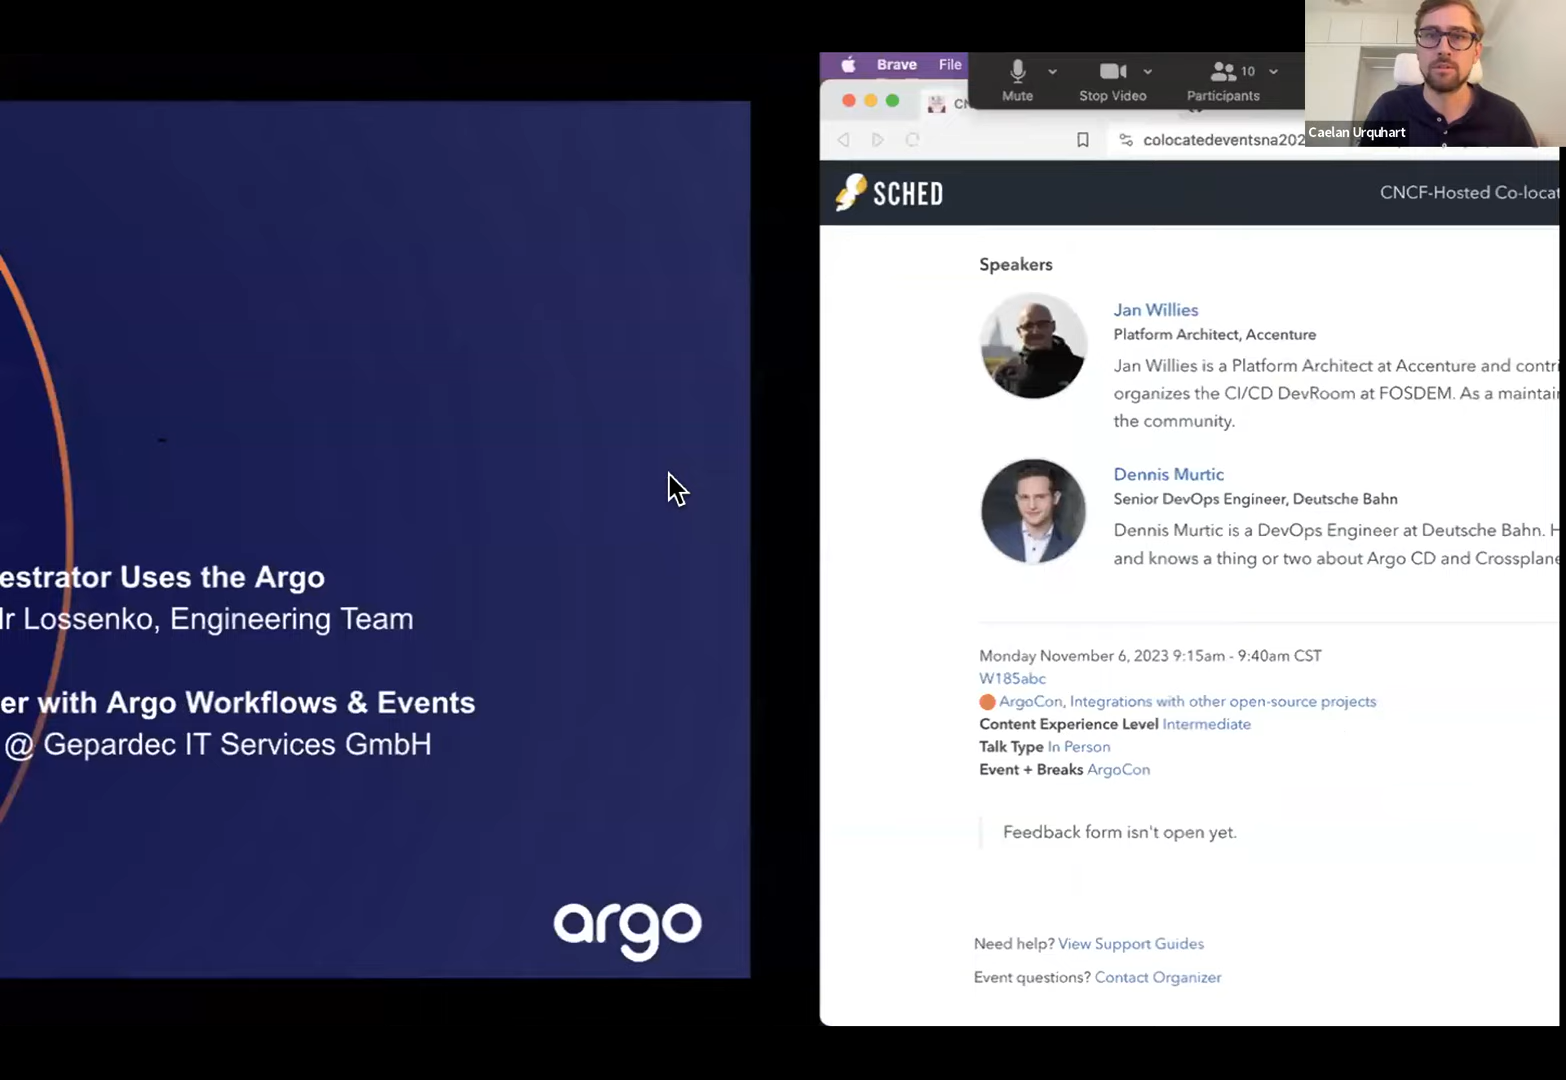 estrator Uses the Argo
Ir Lossenko, Engineering Team
er with Argo Workflows & Events
@ Gepardec IT Services GmbH
argo
Brave File
Mute
Stop Video
10
Participants
Caelan Urquhart
colocatedeventsna202
SCHED
CNCF-Hosted Co-locat
Speakers
Jan Willies
Platform Architect, Accenture
Jan Willies is a Platform Architect at Accenture and contri
organizes the CI/CD DevRoom at FOSDEM. As a maintai
the community.
Dennis Murtic
Senior DevOps Engineer, Deutsche Bahn
Dennis Murtic is a DevOps Engineer at Deutsche Bahn. H
and knows a thing or two about Argo CD and Crossplane
Monday November 6, 2023 9:15am - 9:40am CST
W185abc
ArgoCon, Integrations with other open-source projects
Content Experience Level Intermediate
Talk Type In Person
Event + Breaks ArgoCon
Feedback form isn't open yet.
Need help? View Support Guides
Event questions? Contact Organizer